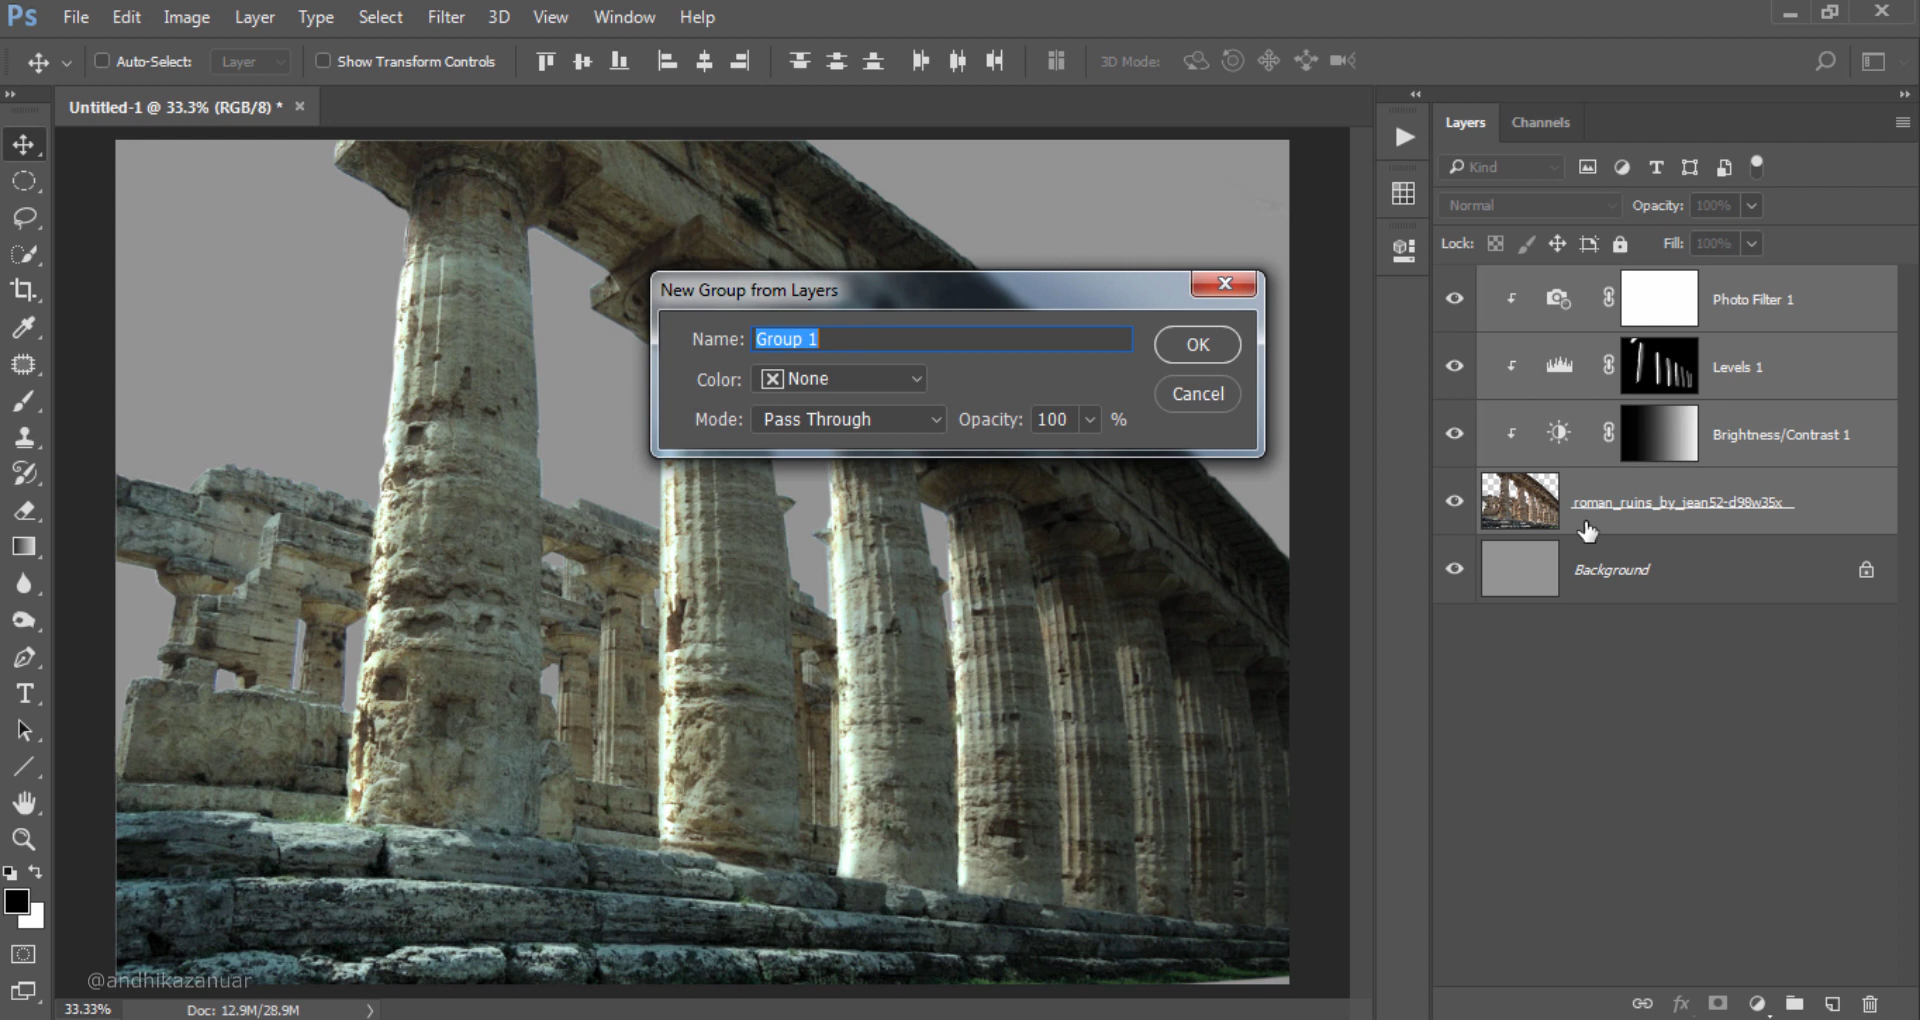 Ps File Edit Image Layer Type Select Filter 3D View Window Help
Auto-Select: Layer Show Transform Controls 3D Mode:
Untitled-1 @ 33.3% (RGB/8) * ×
Layers Channels
Kind
Normal Opacity: 100%
Lock: Fill: 100%
Photo Filter 1
Levels 1
Brightness/Contrast 1
roman_ruins_by_jean52-d98w35x
Background
New Group from Layers
Name: Group 1
OK
Color: None
Cancel
Mode: Pass Through Opacity: 100 %
@andhikazanuar
33.33% Doc: 12.9M/28.9M
fx